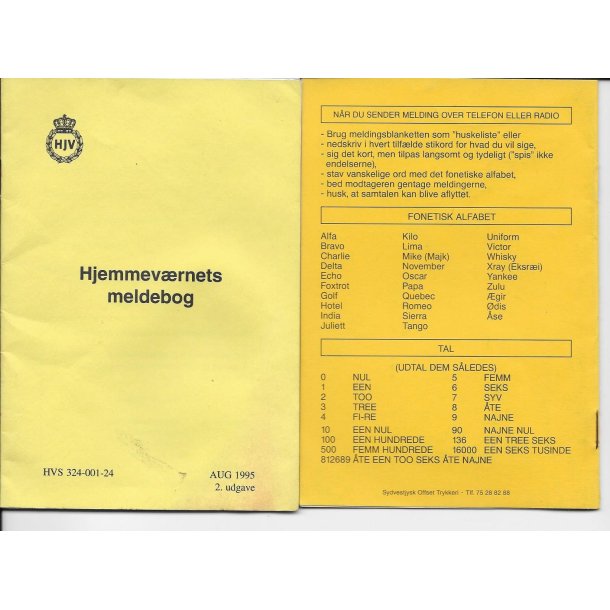 HJV
Hjemmeværnets
meldebog
HVS 324-001-24
AUG 1995
2. udgave
NÅR DU SENDER MELDING OVER TELEFON ELLER RADIO
- Brug meldingsblanketten som "huskeliste" eller
- nedskriv i hvert tilfælde stikord for hvad du vil sige,
- sig det kort, men tilpas langsomt og tydeligt ("spis" ikke
endelserne),
- stav vanskelige ord med det fonetiske alfabet,
- bed modtageren gentage meldingerne,
- husk, at samtalen kan blive aflyttet.
FONETISK ALFABET
Alfa Kilo Uniform
Bravo Lima Victor
Charlie Mike (Majk) Whisky
Delta November Xray (Eksræi)
Echo Oscar Yankee
Foxtrot Papa Zulu
Golf Quebec Ægir
Hotel Romeo Ødis
India Sierra Åse
Juliett Tango
TAL
(UDTAL DEM SÅLEDES)
0 NUL 5 FEMM
1 EEN 6 SEKS
2 TOO 7 SYV
3 TREE 8 ÅTE
4 FI-RE 9 NAJNE
10 EEN NUL 90 NAJNE NUL
100 EEN HUNDREDE 136 EEN TREE SEKS
500 FEMM HUNDREDE 16000 EEN SEKS TUSINDE
812689 ÅTE EEN TOO SEKS ÅTE NAJNE
Sydvestjysk Offset Trykkeri - Tlf. 75 28 82 88